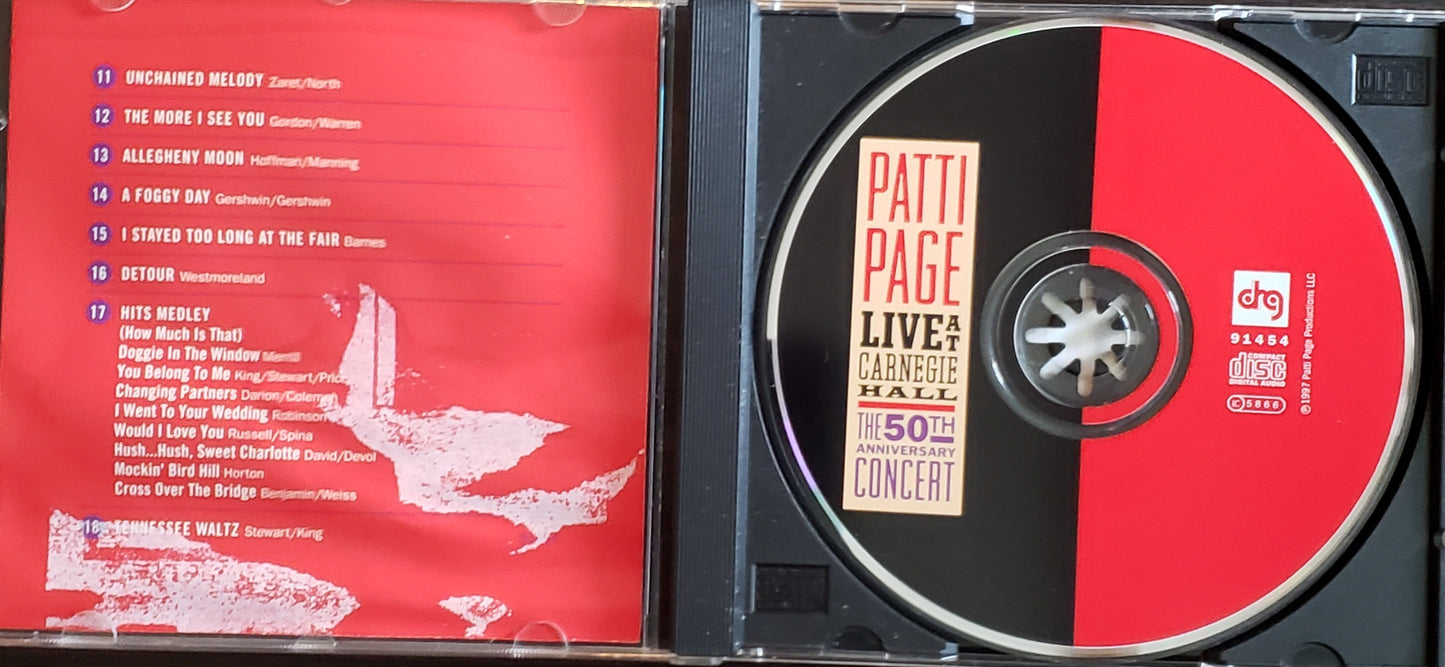 11 UNCHAINED MELODY Zaret/North
12 THE MORE I SEE YOU Gordon/Warren
13 ALLEGHENY MOON Hoffman/Manning
14 A FOGGY DAY Gershwin/Gershwin
15 I STAYED TOO LONG AT THE FAIR Barnes
16 DETOUR Westmoreland
17 HITS MEDLEY
(How Much Is That)
Doggie In The Window Merrill
You Belong To Me King/Stewart/Price
Changing Partners Darion/Coleman
I Went To Your Wedding Robinson
Would I Love You Russell/Spina
Hush...Hush, Sweet Charlotte David/Devol
Mockin' Bird Hill Horton
Cross Over The Bridge Benjamin/Weiss
18 TENNESSEE WALTZ Stewart/King
PATTI
PAGE
LIVE AT
CARNEGIE
HALL
THE 50TH
ANNIVERSARY
CONCERT
drg
91454
COMPACT
disc
DIGITAL AUDIO
LC 5866
℗1997 Patti Page Productions LLC
disc